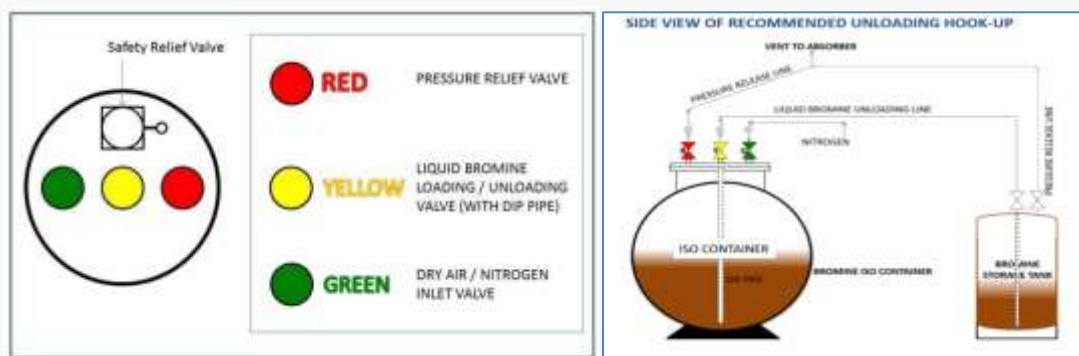 Safety Relief Valve
RED
PRESSURE RELIEF VALVE
YELLOW
LIQUID BROMINE
LOADING / UNLOADING
VALVE (WITH DIP PIPE)
GREEN
DRY AIR / NITROGEN
INLET VALVE
SIDE VIEW OF RECOMMENDED UNLOADING HOOK-UP
VENT TO ABSORBER
PRESSURE RELEASE LINE
LIQUID BROMINE UNLOADING LINE
NITROGEN
PRESSURE RELEASE LINE
ISO CONTAINER
DIP PIPE
BROMINE ISO CONTAINER
BROMINE
STORAGE TANK